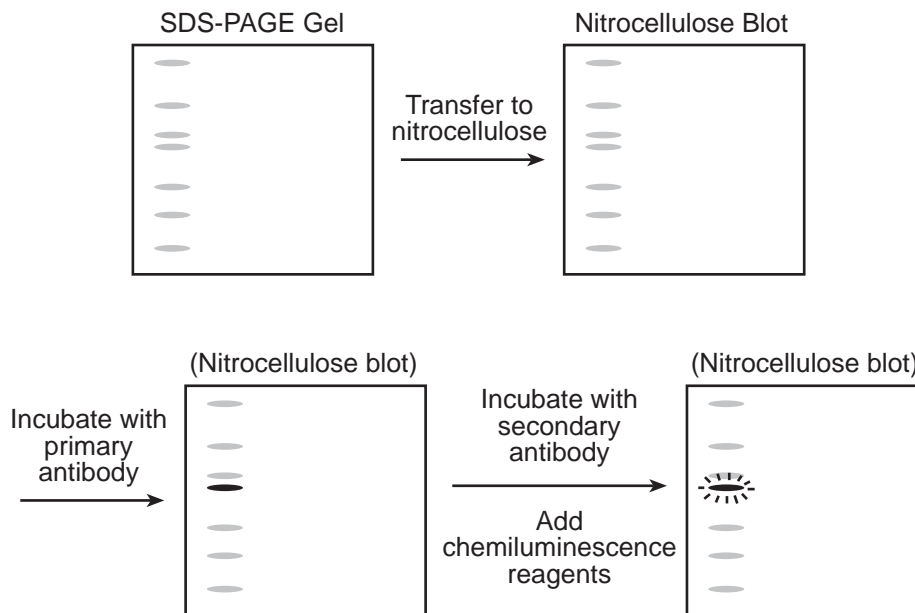 SDS-PAGE Gel
Nitrocellulose Blot
Transfer to
nitrocellulose
(Nitrocellulose blot)
(Nitrocellulose blot)
Incubate with
primary
antibody
Incubate with
secondary
antibody
Add
chemiluminescence
reagents